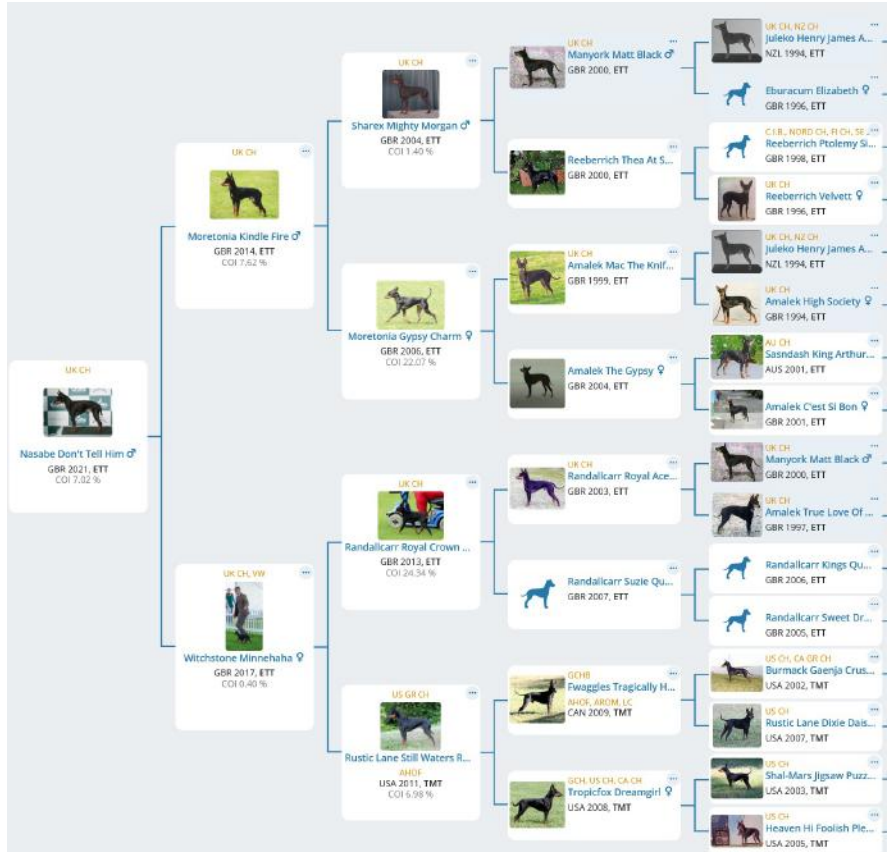 UK CH
Nasabe Don't Tell Him ♂
GBR 2021, ETT
COI 7.02 %
UK CH
Moretonia Kindle Fire ♂
GBR 2014, ETT
COI 7.62 %
UK CH, VW
Witchstone Minnehaha ♀
GBR 2017, ETT
COI 0.40 %
UK CH
Sharex Mighty Morgan ♂
GBR 2004, ETT
COI 1.40 %
Moretonia Gypsy Charm ♀
GBR 2006, ETT
COI 22.07 %
UK CH
Randallcarr Royal Crown ...
GBR 2013, ETT
COI 24.34 %
US GR CH
Rustic Lane Still Waters R...
AHOF
USA 2011, TMT
COI 6.98 %
UK CH
Manyork Matt Black ♂
GBR 2000, ETT
Reeberrich Thea At S...
GBR 2000, ETT
UK CH
Amalek Mac The Knif...
GBR 1999, ETT
Amalek The Gypsy ♀
GBR 2004, ETT
UK CH
Randallcarr Royal Ace...
GBR 2003, ETT
Randallcarr Suzie Qu...
GBR 2007, ETT
GCHB
Fwaggles Tragically H...
AHOF, AROM, LC
CAN 2009, TMT
GCH, US CH, CA CH
Tropicfox Dreamgirl ♀
USA 2008, TMT
UK CH, NZ CH
Juleko Henry James A...
NZL 1994, ETT
Eburacum Elizabeth ♀
GBR 1996, ETT
C.I.B., NORD CH, FI CH, SE ...
Reeberrich Ptolemy Si...
GBR 1998, ETT
UK CH
Reeberrich Velvett ♀
GBR 1996, ETT
UK CH, NZ CH
Juleko Henry James A...
NZL 1994, ETT
UK CH
Amalek High Society ♀
GBR 1994, ETT
AU CH
Sasndash King Arthur...
AUS 2001, ETT
Amalek C'est Si Bon ♀
GBR 2001, ETT
UK CH
Manyork Matt Black ♂
GBR 2000, ETT
UK CH
Amalek True Love Of ...
GBR 1997, ETT
Randallcarr Kings Qu...
GBR 2006, ETT
Randallcarr Sweet Dr...
GBR 2005, ETT
US CH, CA GR CH
Burmack Gaenja Crus...
USA 2002, TMT
US CH
Rustic Lane Dixie Dais...
USA 2007, TMT
US CH
Shal-Mars Jigsaw Puzz...
USA 2003, TMT
US CH
Heaven Hi Foolish Ple...
USA 2005, TMT